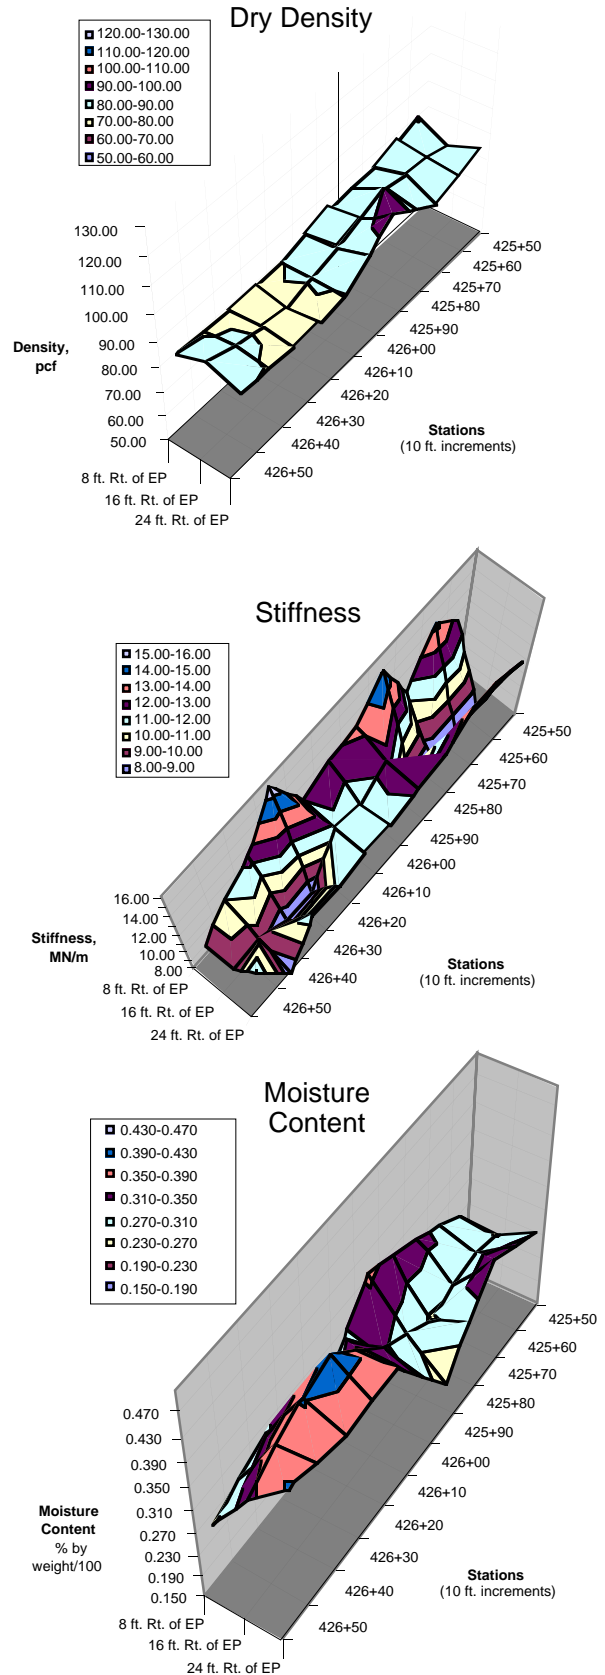 Dry Density
120.00-130.00
110.00-120.00
100.00-110.00
90.00-100.00
80.00-90.00
70.00-80.00
60.00-70.00
50.00-60.00
130.00
120.00
110.00
100.00
90.00
80.00
70.00
60.00
50.00
Density,
pcf
425+50
425+60
425+70
425+80
425+90
426+00
426+10
426+20
426+30
426+40
426+50
Stations
(10 ft. increments)
8 ft. Rt. of EP
16 ft. Rt. of EP
24 ft. Rt. of EP
Stiffness
15.00-16.00
14.00-15.00
13.00-14.00
12.00-13.00
11.00-12.00
10.00-11.00
9.00-10.00
8.00-9.00
16.00
14.00
12.00
10.00
8.00
Stiffness,
MN/m
425+50
425+60
425+70
425+80
425+90
426+00
426+10
426+20
426+30
426+40
426+50
Stations
(10 ft. increments)
8 ft. Rt. of EP
16 ft. Rt. of EP
24 ft. Rt. of EP
Moisture
Content
0.430-0.470
0.390-0.430
0.350-0.390
0.310-0.350
0.270-0.310
0.230-0.270
0.190-0.230
0.150-0.190
0.470
0.430
0.390
0.350
0.310
0.270
0.230
0.190
0.150
Moisture
Content
% by
weight/100
425+50
425+60
425+70
425+80
425+90
426+00
426+10
426+20
426+30
426+40
426+50
Stations
(10 ft. increments)
8 ft. Rt. of EP
16 ft. Rt. of EP
24 ft. Rt. of EP